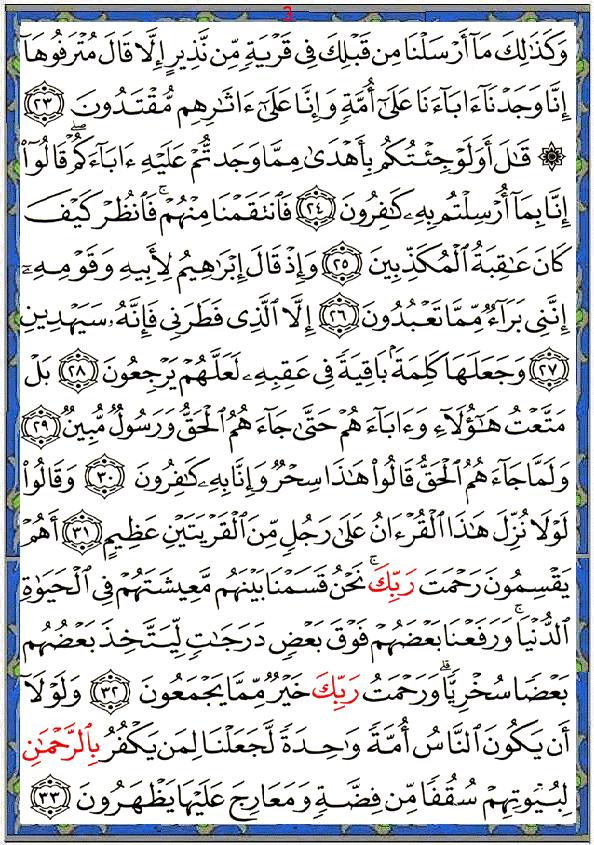 3
وَكَذَٰلِكَ مَآ أَرْسَلْنَا مِن قَبْلِكَ فِى قَرْيَةٍ مِّن نَّذِيرٍ إِلَّا قَالَ مُتْرَفُوهَآ
إِنَّا وَجَدْنَآ ءَابَآءَنَا عَلَىٰٓ أُمَّةٍ وَإِنَّا عَلَىٰٓ ءَاثَٰرِهِم مُّقْتَدُونَ ٢٣
۞ قَٰلَ أَوَلَوْ جِئْتُكُم بِأَهْدَىٰ مِمَّا وَجَدتُّمْ عَلَيْهِ ءَابَآءَكُمْ ۖ قَالُوٓا۟
إِنَّا بِمَآ أُرْسِلْتُم بِهِۦ كَٰفِرُونَ ٢٤ فَٱنتَقَمْنَا مِنْهُمْ ۖ فَٱنظُرْ كَيْفَ
كَانَ عَٰقِبَةُ ٱلْمُكَذِّبِينَ ٢٥ وَإِذْ قَالَ إِبْرَٰهِيمُ لِأَبِيهِ وَقَوْمِهِۦٓ
إِنَّنِى بَرَآءٌ مِّمَّا تَعْبُدُونَ ٢٦ إِلَّا ٱلَّذِى فَطَرَنِى فَإِنَّهُۥ سَيَهْدِينِ
٢٧ وَجَعَلَهَا كَلِمَةًۢ بَاقِيَةً فِى عَقِبِهِۦ لَعَلَّهُمْ يَرْجِعُونَ ٢٨ بَلْ
مَتَّعْتُ هَٰٓؤُلَآءِ وَءَابَآءَهُمْ حَتَّىٰ جَآءَهُمُ ٱلْحَقُّ وَرَسُولٌ مُّبِينٌ ٢٩
وَلَمَّا جَآءَهُمُ ٱلْحَقُّ قَالُوا۟ هَٰذَا سِحْرٌ وَإِنَّا بِهِۦ كَٰفِرُونَ ٣٠ وَقَالُوا۟
لَوْلَا نُزِّلَ هَٰذَا ٱلْقُرْءَانُ عَلَىٰ رَجُلٍ مِّنَ ٱلْقَرْيَتَيْنِ عَظِيمٍ ٣١ أَهُمْ
يَقْسِمُونَ رَحْمَتَ رَبِّكَ ۚ نَحْنُ قَسَمْنَا بَيْنَهُم مَّعِيشَتَهُمْ فِى ٱلْحَيَوٰةِ
ٱلدُّنْيَا ۚ وَرَفَعْنَا بَعْضَهُمْ فَوْقَ بَعْضٍ دَرَجَٰتٍ لِّيَتَّخِذَ بَعْضُهُم
بَعْضًا سُخْرِيًّا ۗ وَرَحْمَتُ رَبِّكَ خَيْرٌ مِّمَّا يَجْمَعُونَ ٣٢ وَلَوْلَآ
أَن يَكُونَ ٱلنَّاسُ أُمَّةً وَٰحِدَةً لَّجَعَلْنَا لِمَن يَكْفُرُ بِٱلرَّحْمَٰنِ
لِبُيُوتِهِمْ سُقُفًا مِّن فِضَّةٍ وَمَعَارِجَ عَلَيْهَا يَظْهَرُونَ ٣٣